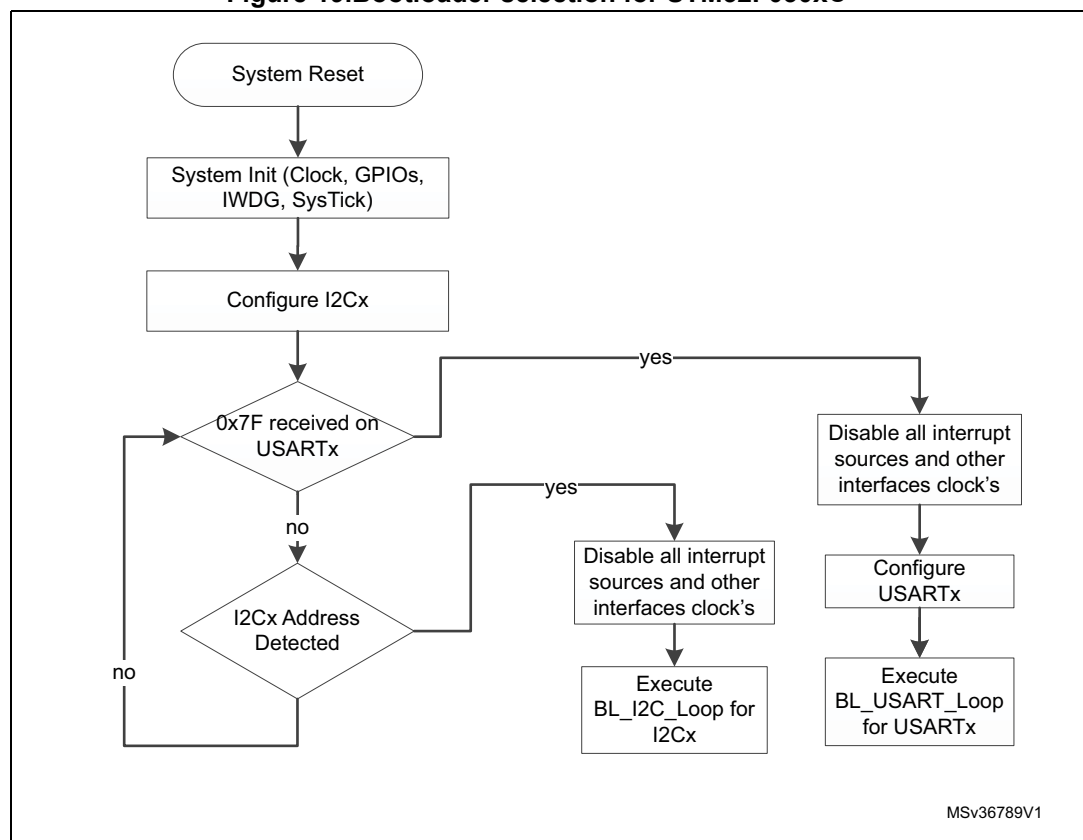 System Reset
System Init (Clock, GPIOs,
IWDG, SysTick)
Configure I2Cx
yes
0x7F received on
USARTx
Disable all interrupt
sources and other
interfaces clock's
yes
no
Disable all interrupt
sources and other
interfaces clock's
Configure
USARTx
I2Cx Address
Detected
no
Execute
BL_I2C_Loop for
I2Cx
Execute
BL_USART_Loop
for USARTx
MSv36789V1